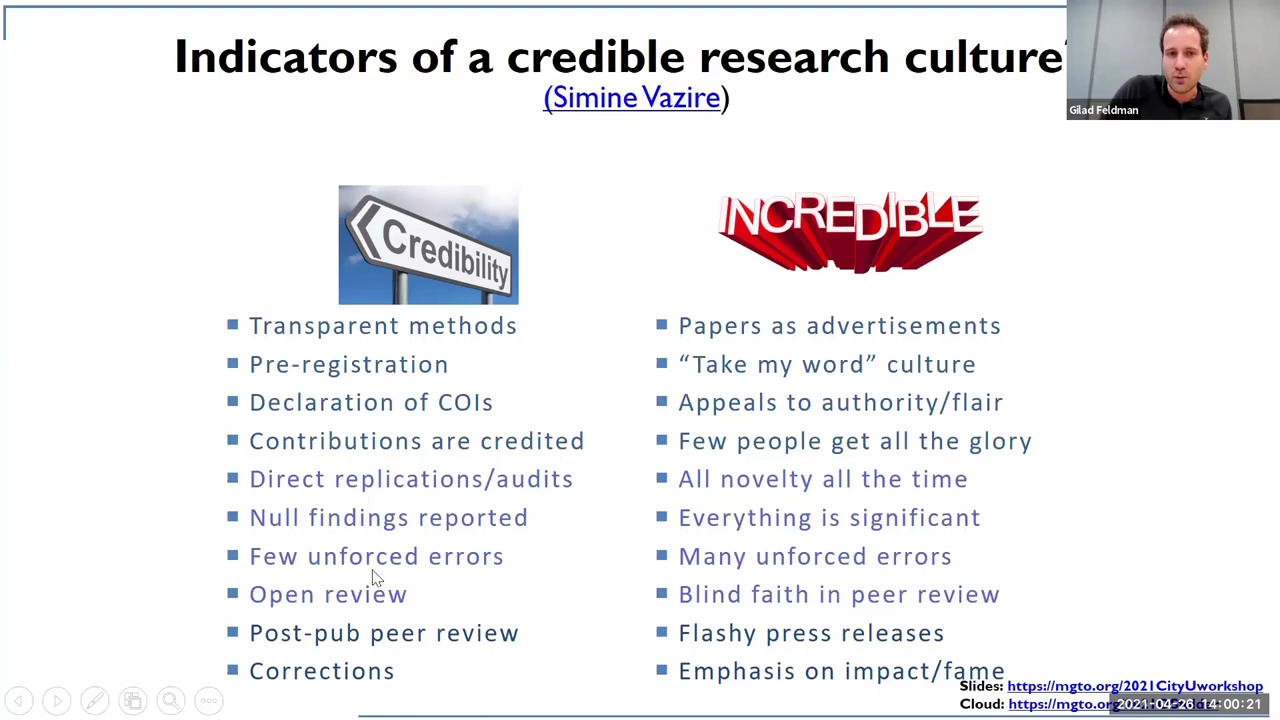 Indicators of a credible research culture?
(Simine Vazire)
Gilad Feldman
Credibility
INCREDIBLE
Transparent methods
Pre-registration
Declaration of COIs
Contributions are credited
Direct replications/audits
Null findings reported
Few unforced errors
Open review
Post-pub peer review
Corrections
Papers as advertisements
“Take my word” culture
Appeals to authority/flair
Few people get all the glory
All novelty all the time
Everything is significant
Many unforced errors
Blind faith in peer review
Flashy press releases
Emphasis on impact/fame
Slides: https://mgto.org/2021CityUworkshop
Cloud: https://mgto.org/
2021-04-26 14:00:21